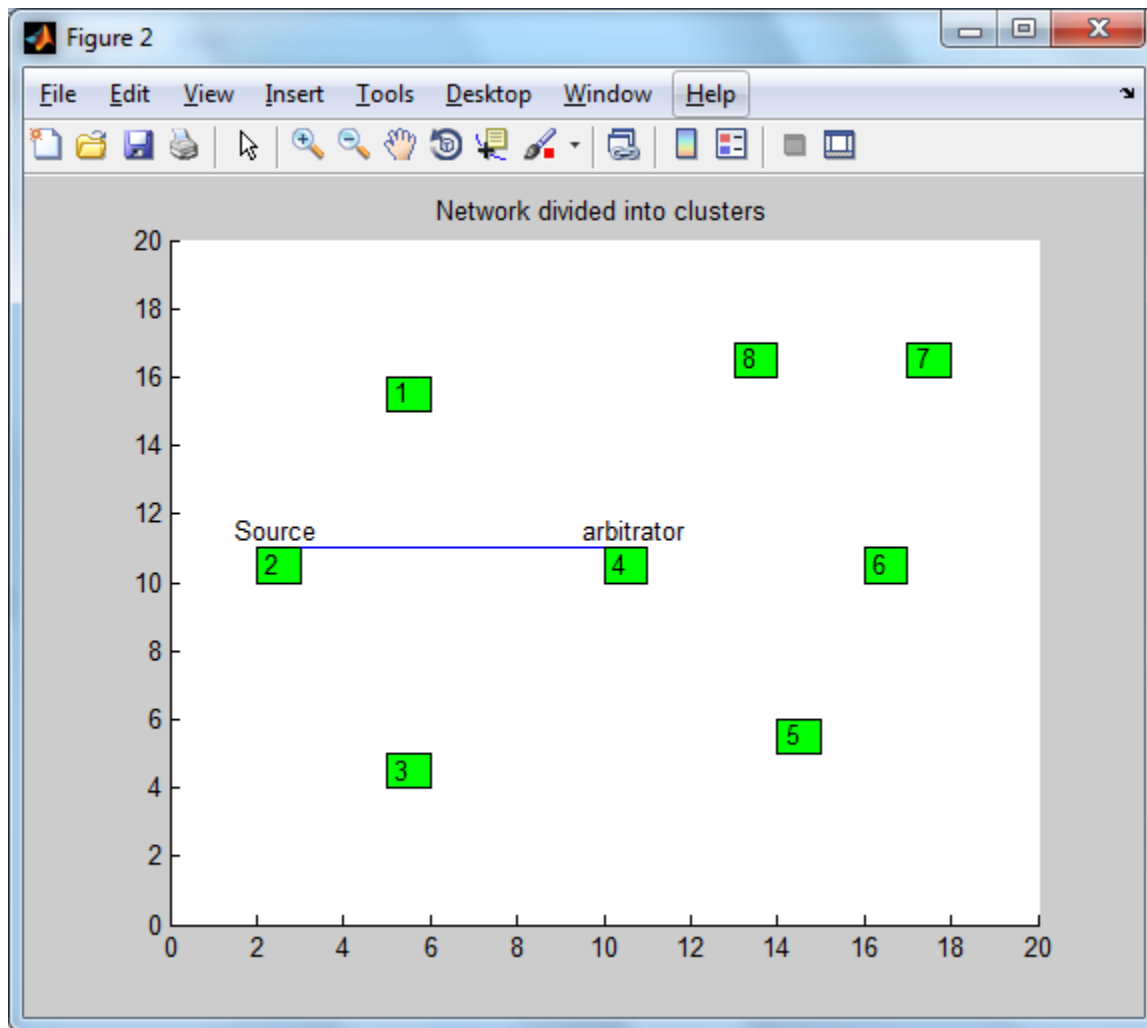 Figure 2
File Edit View Insert Tools Desktop Window Help
Network divided into clusters
20
18
8 7
16
1
14
12
Source arbitrator
2 4 6
10
8
6
5
3
4
2
0
0 2 4 6 8 10 12 14 16 18 20